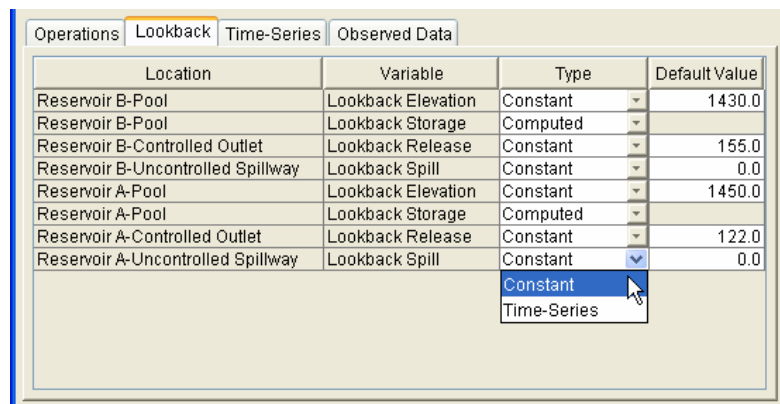 Operations Lookback Time-Series Observed Data
Location Variable Type Default Value
Reservoir B-Pool Lookback Elevation Constant 1430.0
Reservoir B-Pool Lookback Storage Computed
Reservoir B-Controlled Outlet Lookback Release Constant 155.0
Reservoir B-Uncontrolled Spillway Lookback Spill Constant 0.0
Reservoir A-Pool Lookback Elevation Constant 1450.0
Reservoir A-Pool Lookback Storage Computed
Reservoir A-Controlled Outlet Lookback Release Constant 122.0
Reservoir A-Uncontrolled Spillway Lookback Spill Constant 0.0
Constant
Time-Series